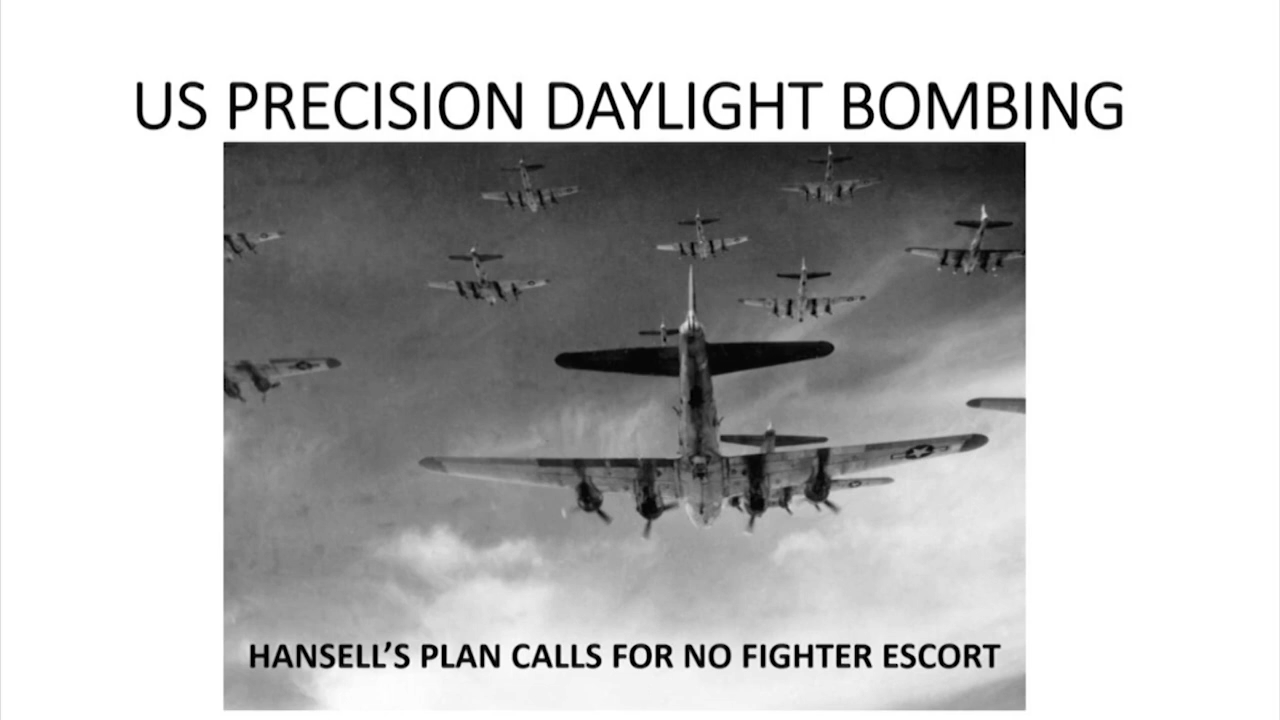 US PRECISION DAYLIGHT BOMBING
HANSELL'S PLAN CALLS FOR NO FIGHTER ESCORT